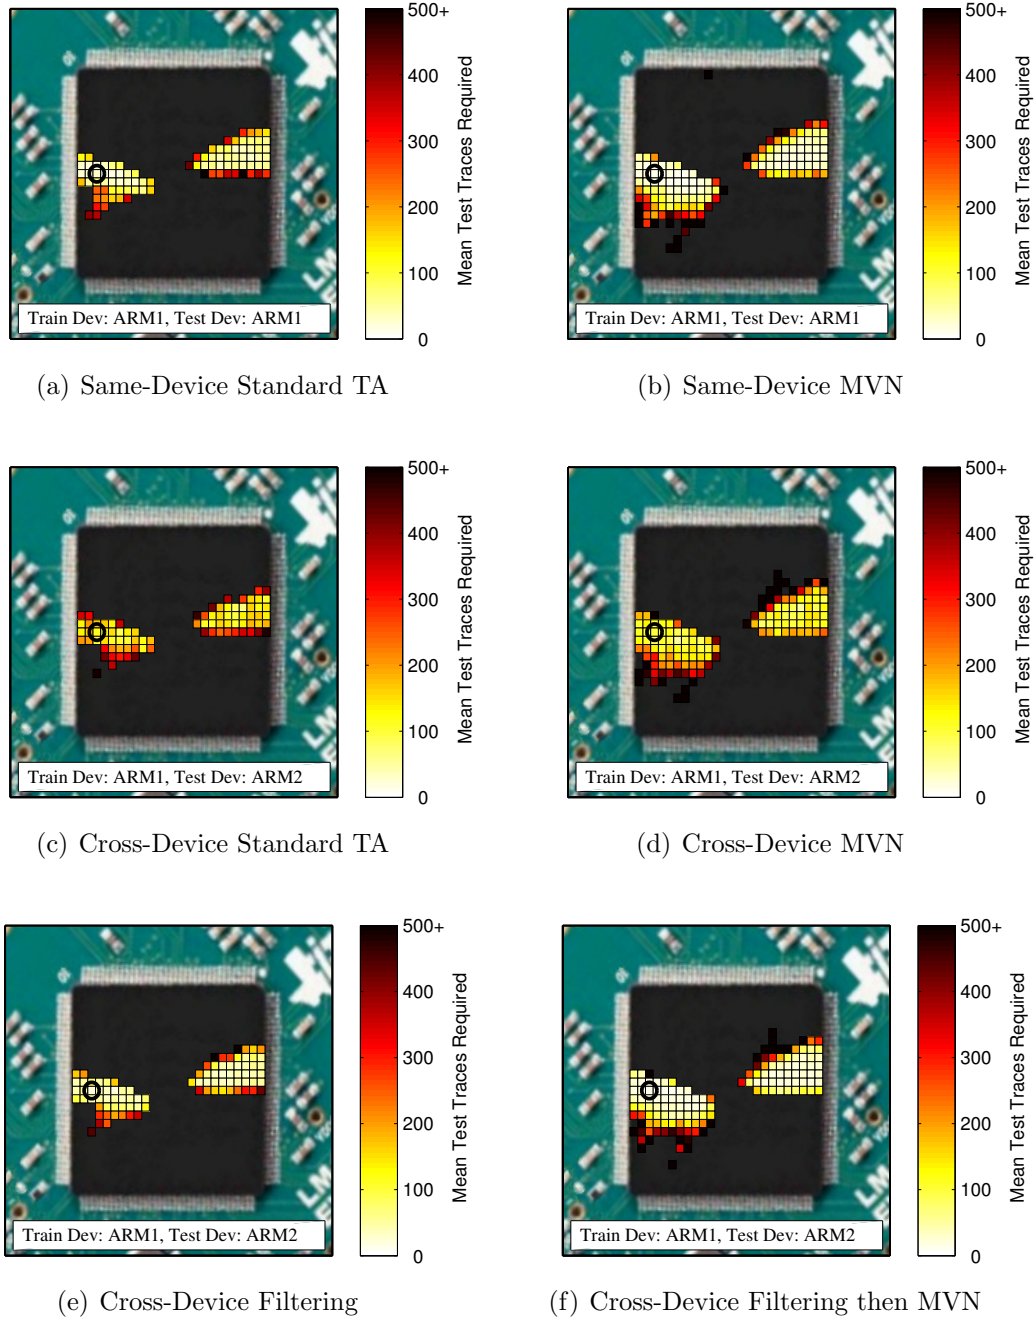 500+
400
300
200
100
0
Mean Test Traces Required
Train Dev: ARM1, Test Dev: ARM1
(a) Same-Device Standard TA
500+
400
300
200
100
0
Mean Test Traces Required
Train Dev: ARM1, Test Dev: ARM1
(b) Same-Device MVN
500+
400
300
200
100
0
Mean Test Traces Required
Train Dev: ARM1, Test Dev: ARM2
(c) Cross-Device Standard TA
500+
400
300
200
100
0
Mean Test Traces Required
Train Dev: ARM1, Test Dev: ARM2
(d) Cross-Device MVN
500+
400
300
200
100
0
Mean Test Traces Required
Train Dev: ARM1, Test Dev: ARM2
(e) Cross-Device Filtering
500+
400
300
200
100
0
Mean Test Traces Required
Train Dev: ARM1, Test Dev: ARM2
(f) Cross-Device Filtering then MVN